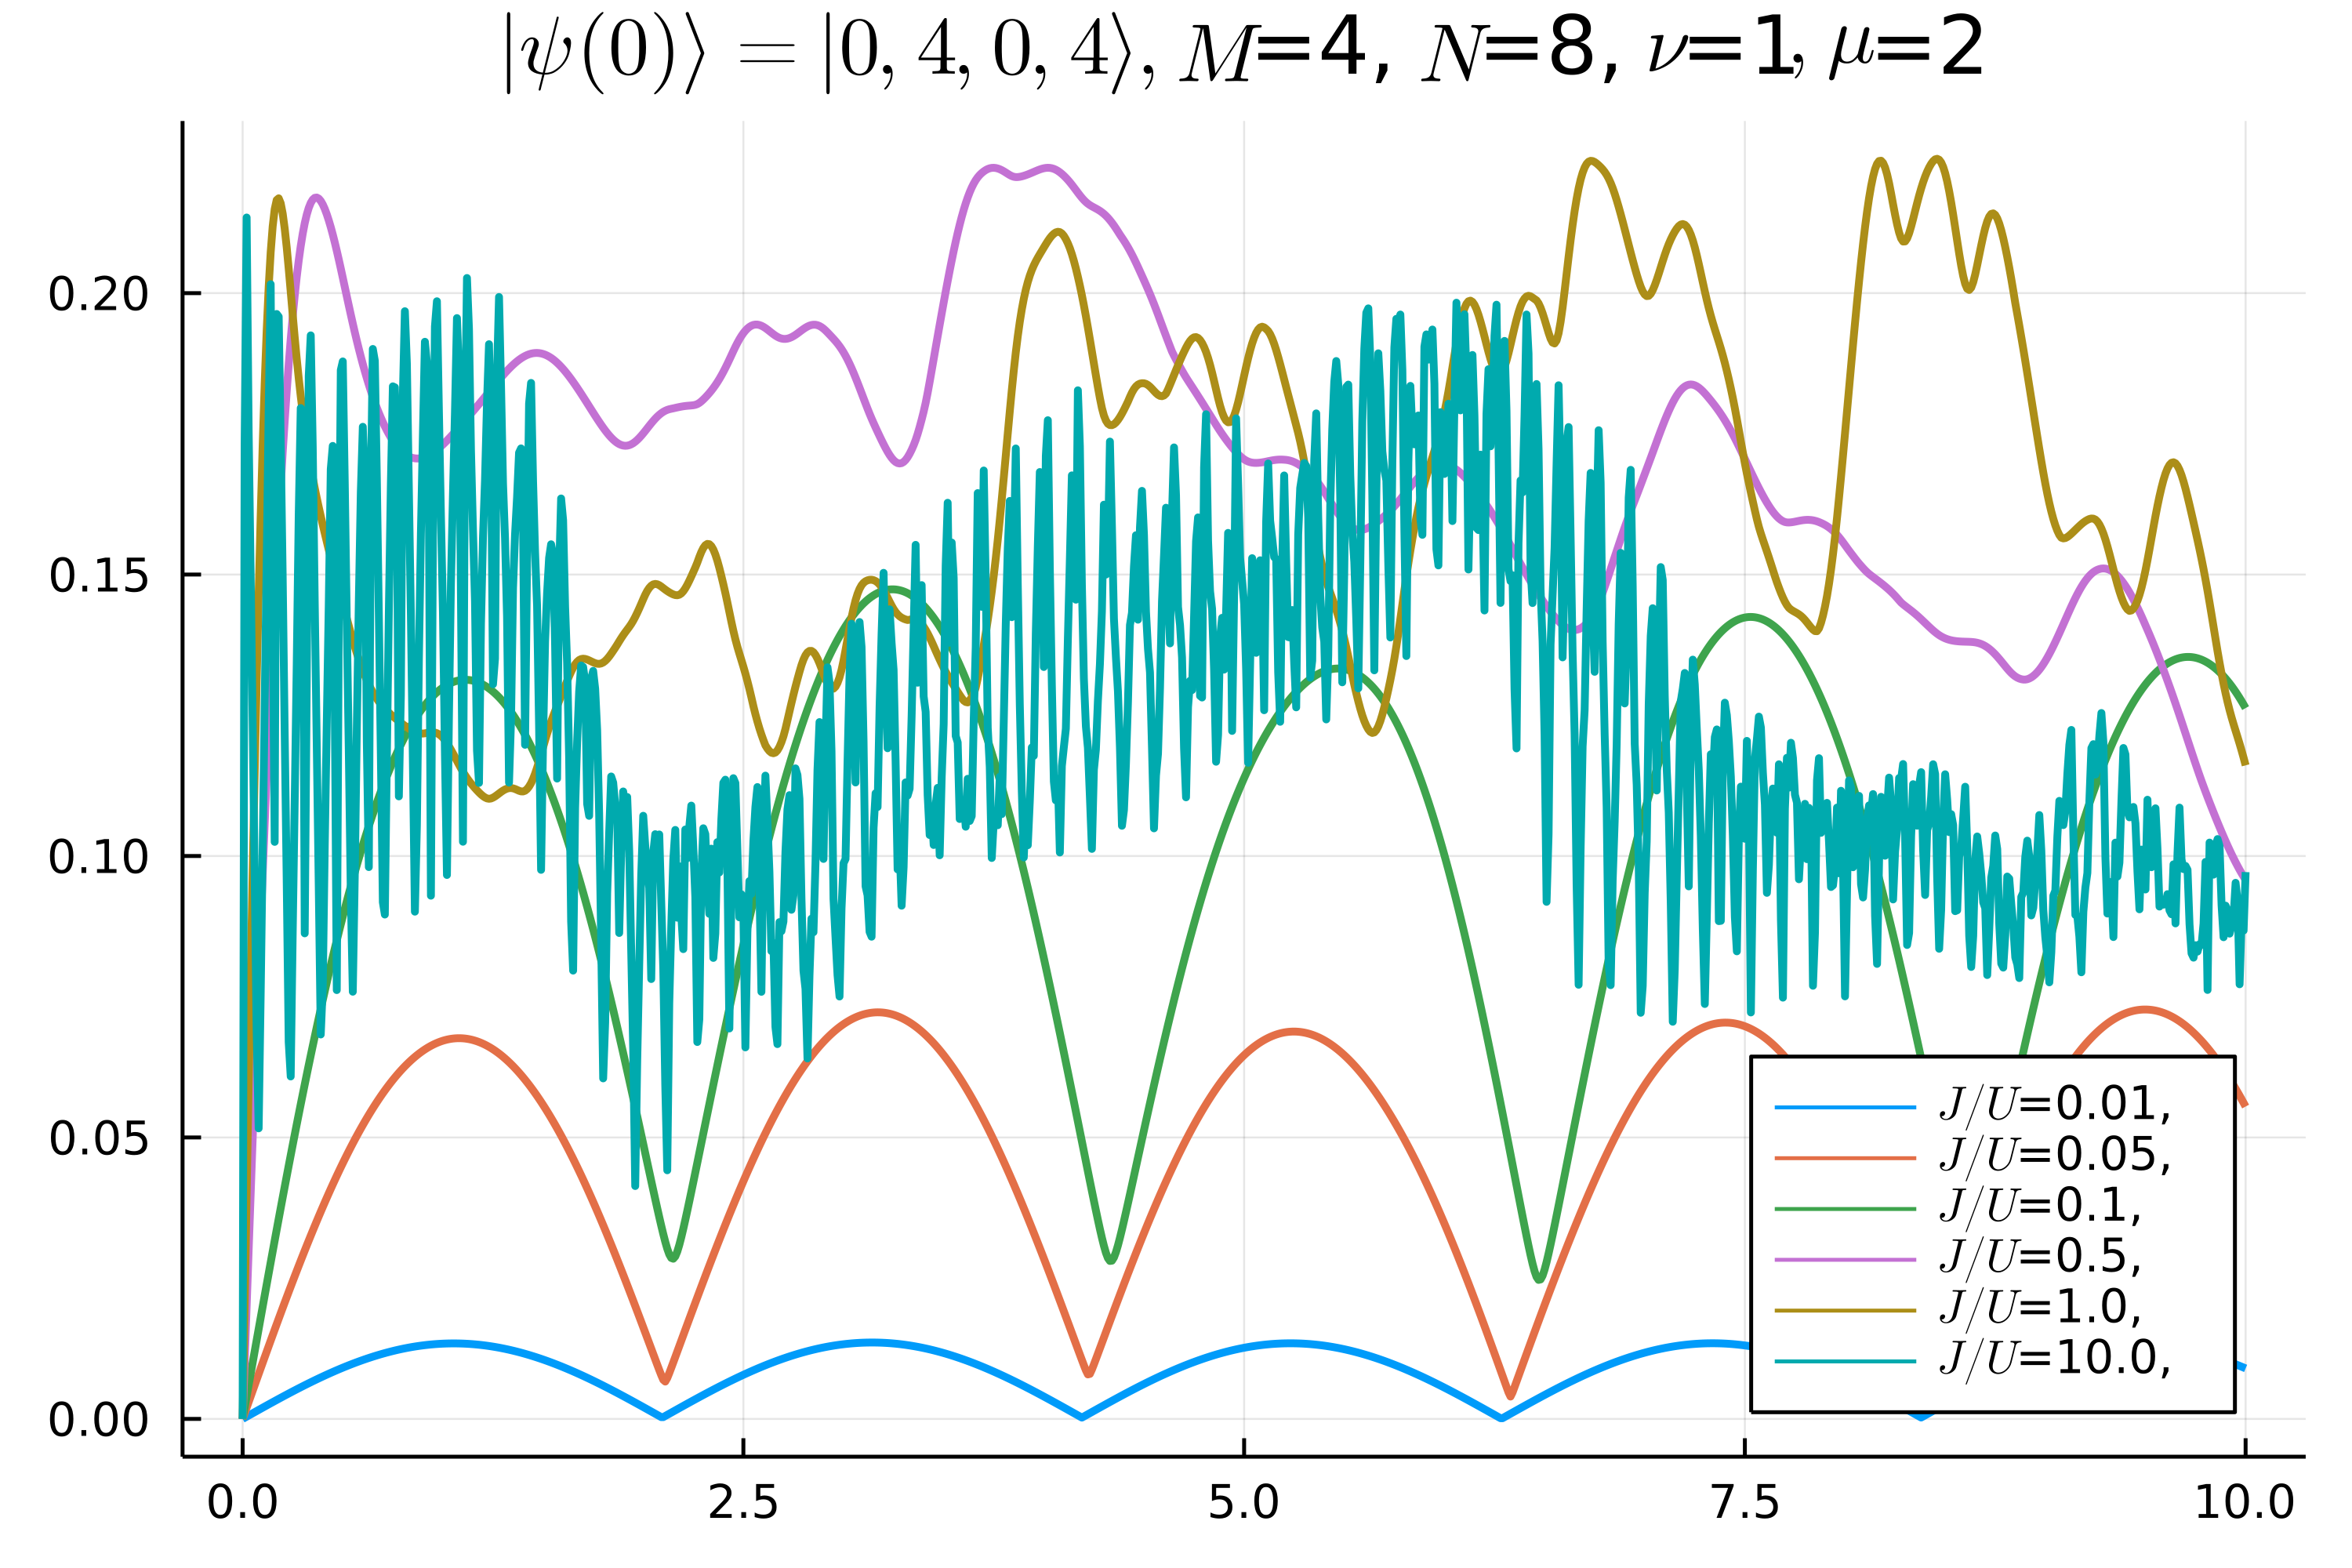 |ψ(0)⟩ = |0, 4, 0, 4⟩, M=4, N=8, ν=1, μ=2
0.20
0.15
0.10
0.05
0.00
J/U=0.01,
J/U=0.05,
J/U=0.1,
J/U=0.5,
J/U=1.0,
J/U=10.0,
0.0 2.5 5.0 7.5 10.0